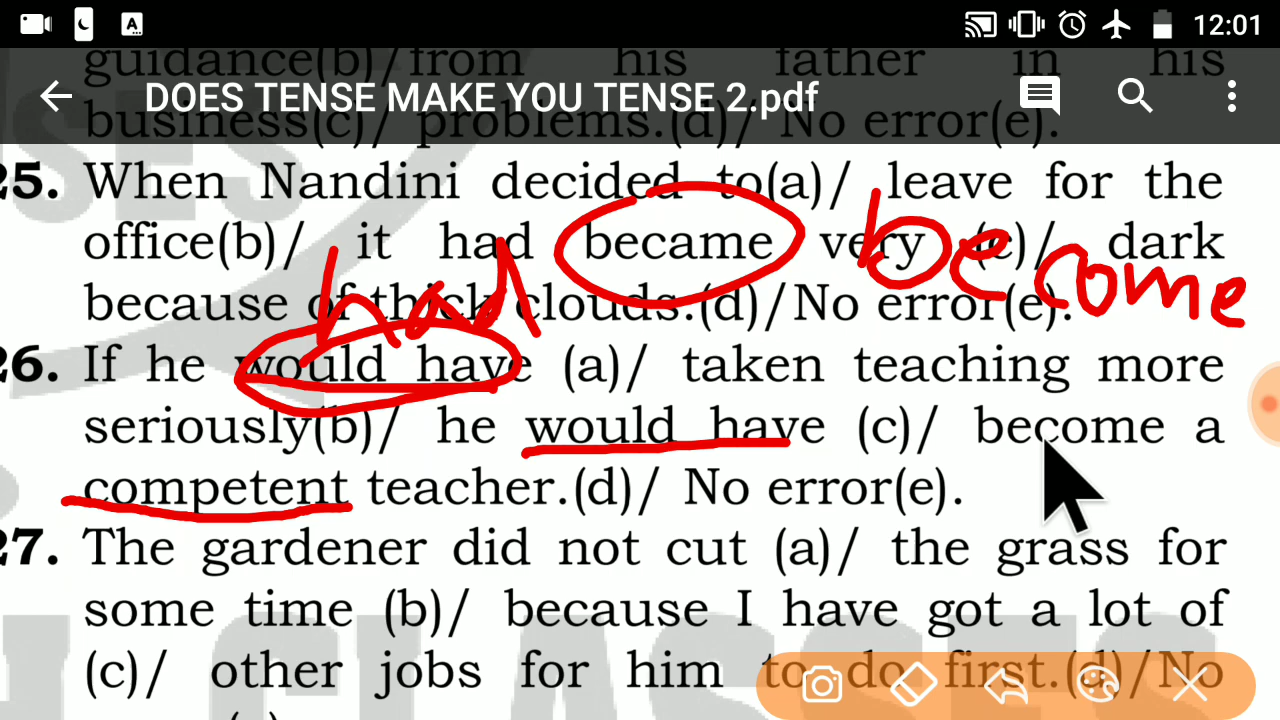 12:01
guidance(b)/from his father in his
DOES TENSE MAKE YOU TENSE 2.pdf
business(c)/ problems.(d)/ No error(e).
25. When Nandini decided to(a)/ leave for the
office(b)/ it had became very (c)/ dark
become
because of thick clouds.(d)/No error(e).
had
26. If he would have (a)/ taken teaching more
seriously(b)/ he would have (c)/ become a
competent teacher.(d)/ No error(e).
27. The gardener did not cut (a)/ the grass for
some time (b)/ because I have got a lot of
(c)/ other jobs for him to do first.(d)/No